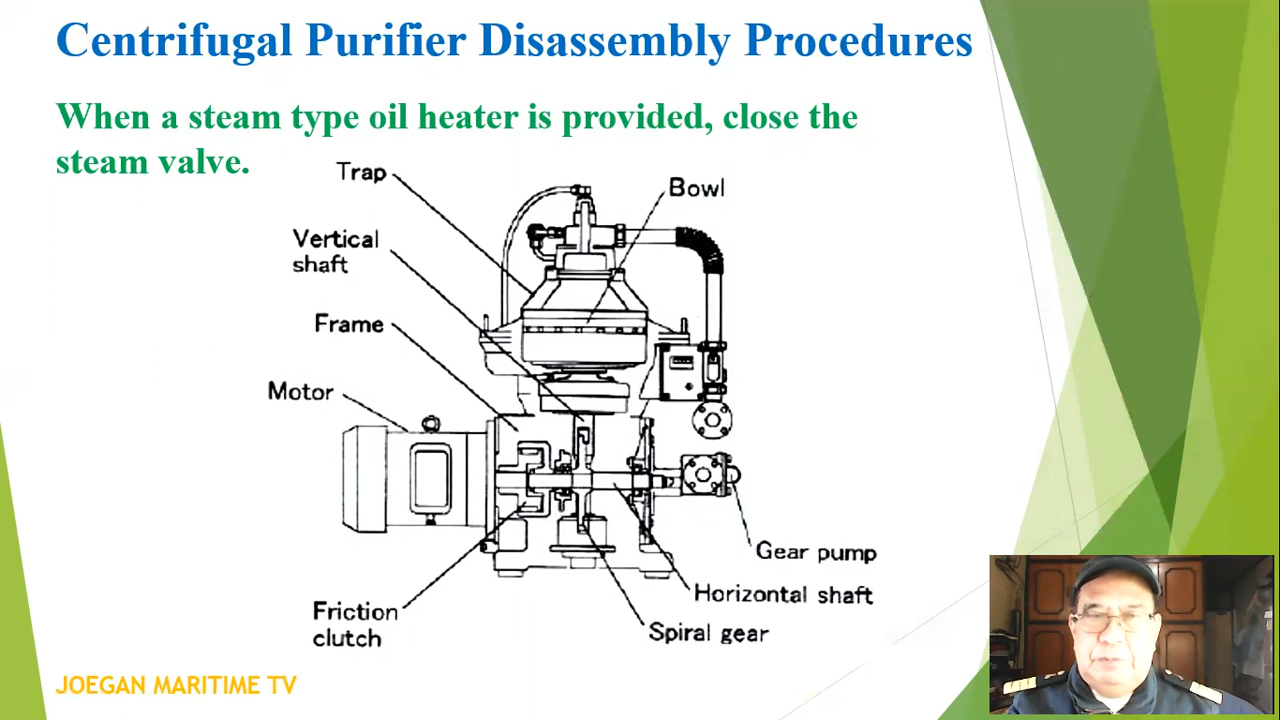 Centrifugal Purifier Disassembly Procedures
When a steam type oil heater is provided, close the
steam valve.
Trap
Bowl
Vertical
shaft
Frame
Motor
Gear pump
Horizontal shaft
Friction
clutch
Spiral gear
JOEGAN MARITIME TV